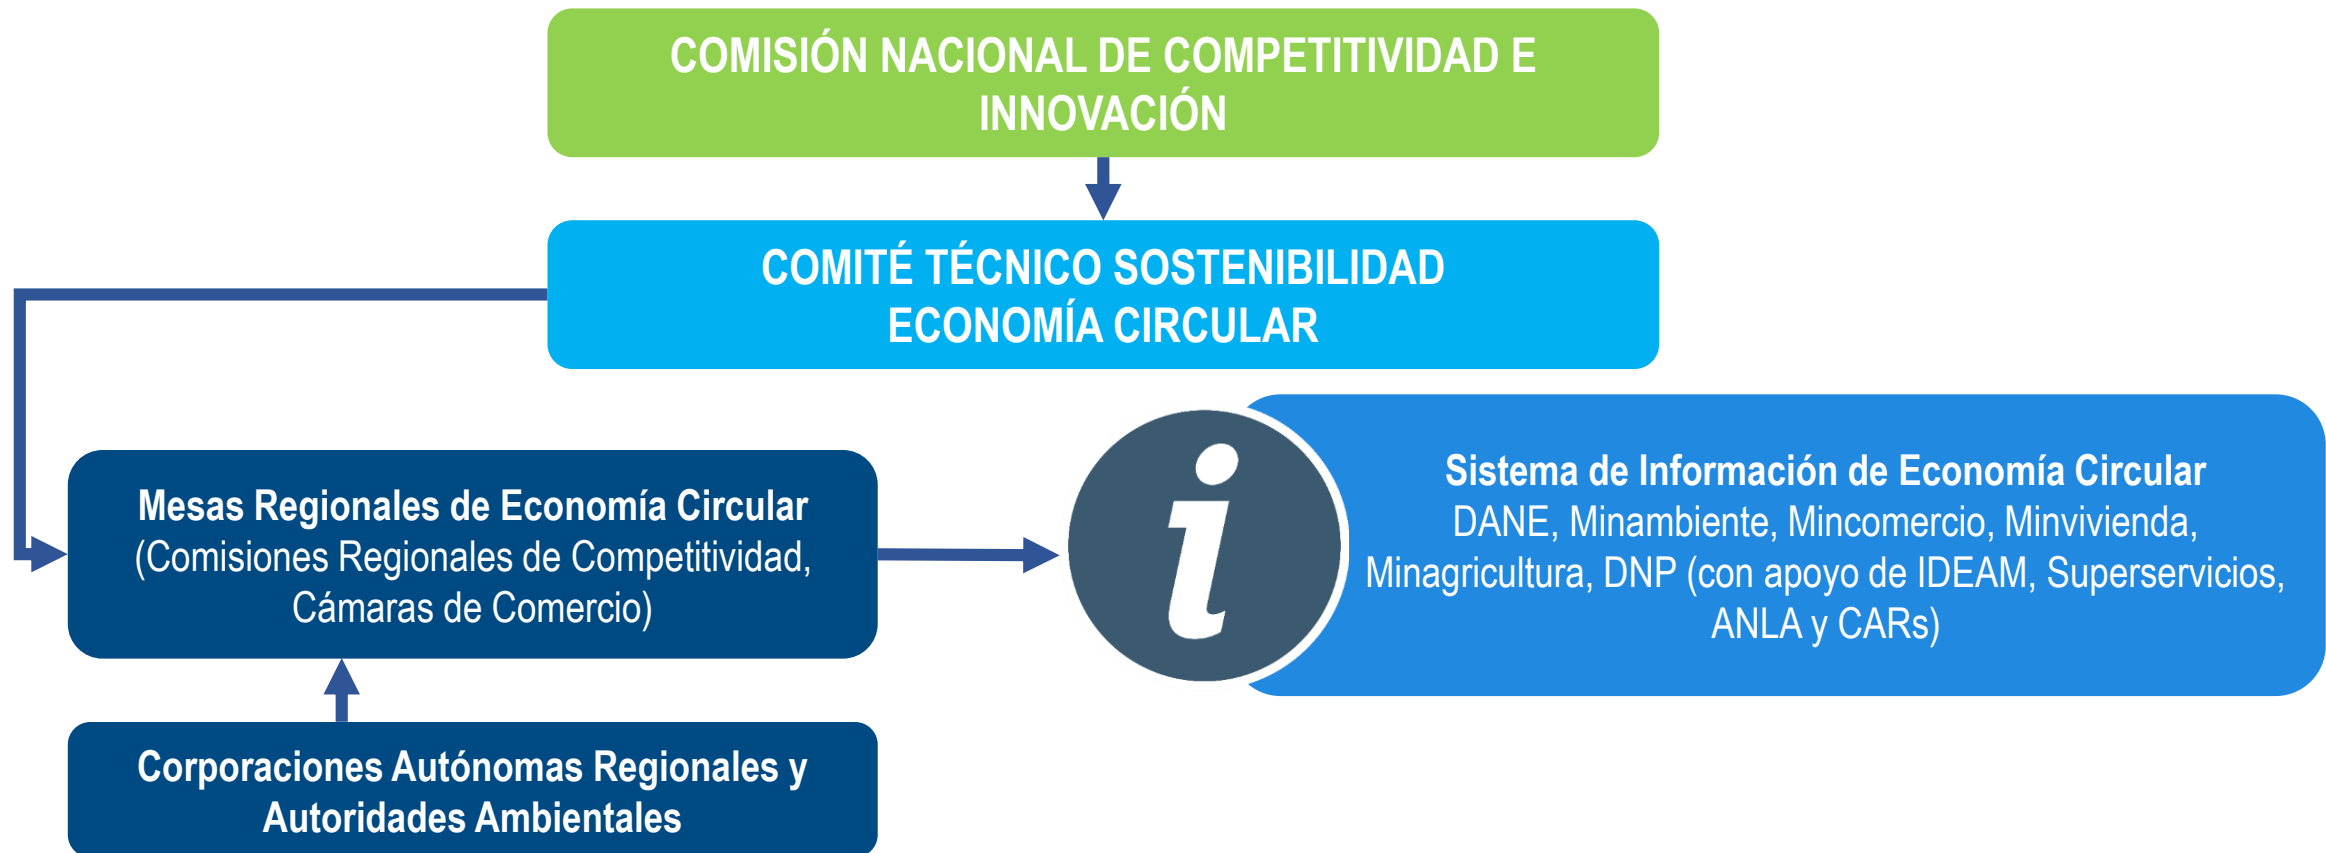 COMISIÓN NACIONAL DE COMPETITIVIDAD E
INNOVACIÓN
COMITÉ TÉCNICO SOSTENIBILIDAD
ECONOMÍA CIRCULAR
Mesas Regionales de Economía Circular
(Comisiones Regionales de Competitividad,
Cámaras de Comercio)
i
Sistema de Información de Economía Circular
DANE, Minambiente, Mincomercio, Minvivienda,
Minagricultura, DNP (con apoyo de IDEAM, Superservicios,
ANLA y CARs)
Corporaciones Autónomas Regionales y
Autoridades Ambientales